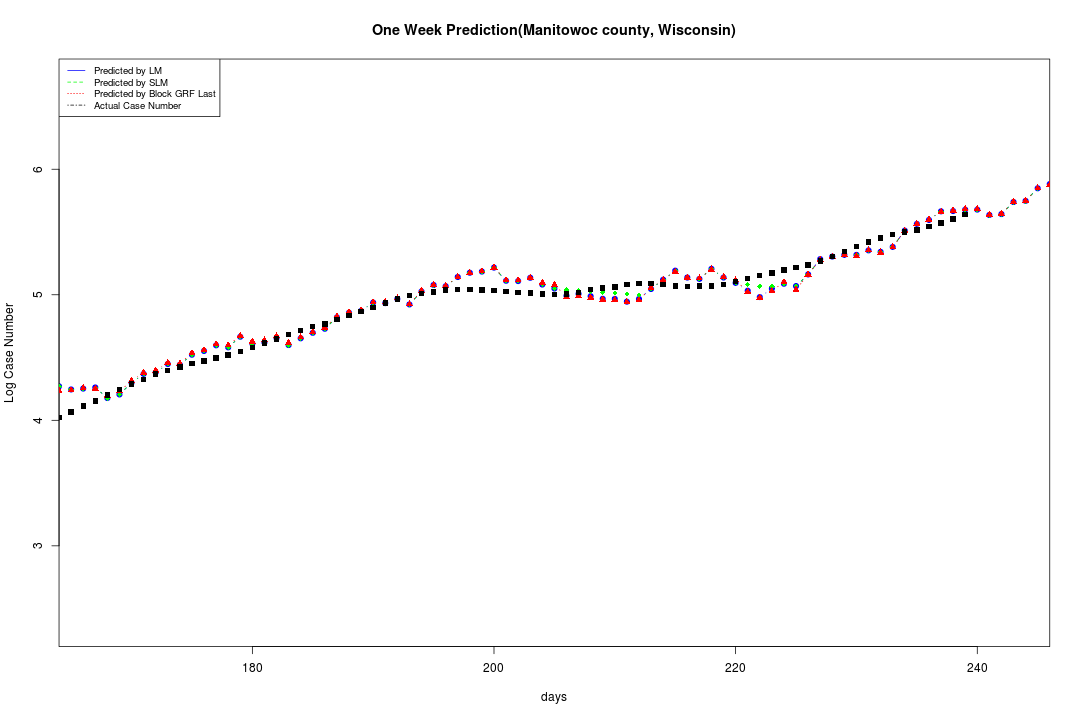 One Week Prediction(Manitowoc county, Wisconsin)
Predicted by LM
Predicted by SLM
Predicted by Block GRF Last
Actual Case Number
Log Case Number
6
5
4
3
180 200 220 240
days